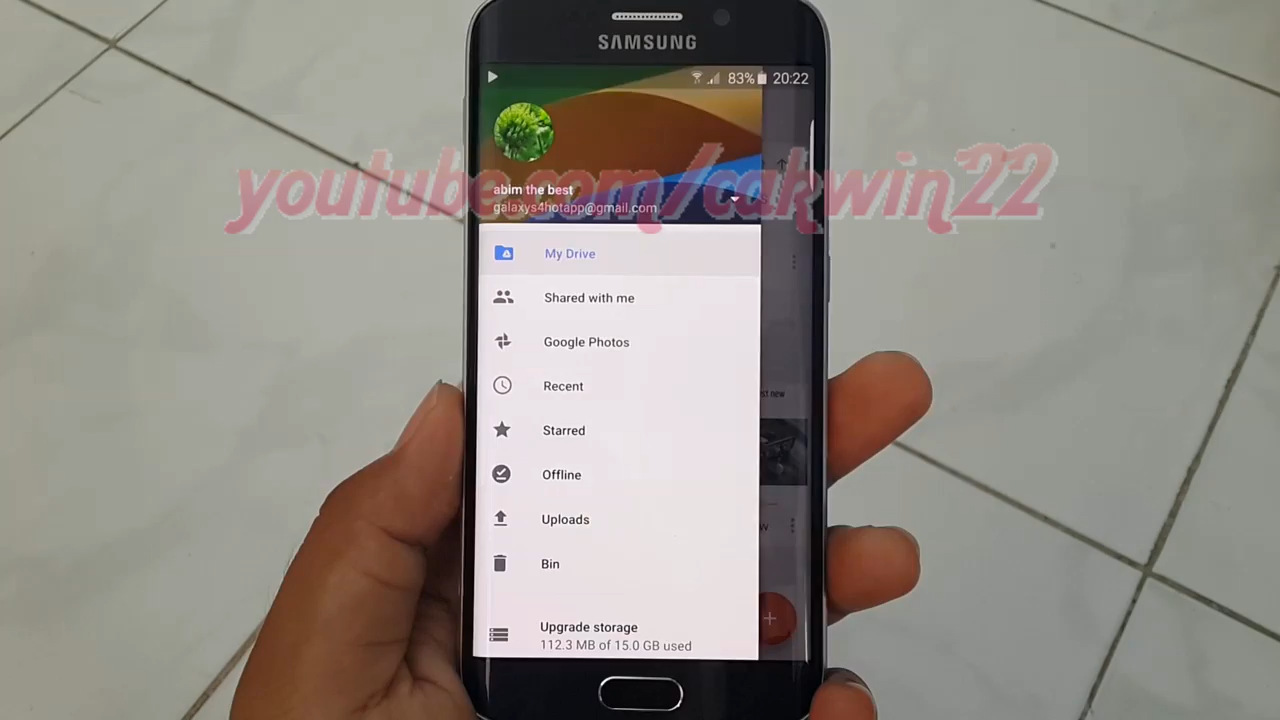 SAMSUNG
83% 20:22
youtube.com/cakwin22
abim the best
galaxys4hotapp@gmail.com
My Drive
Shared with me
Google Photos
Recent
Starred
Offline
Uploads
Bin
Upgrade storage
112.3 MB of 15.0 GB used